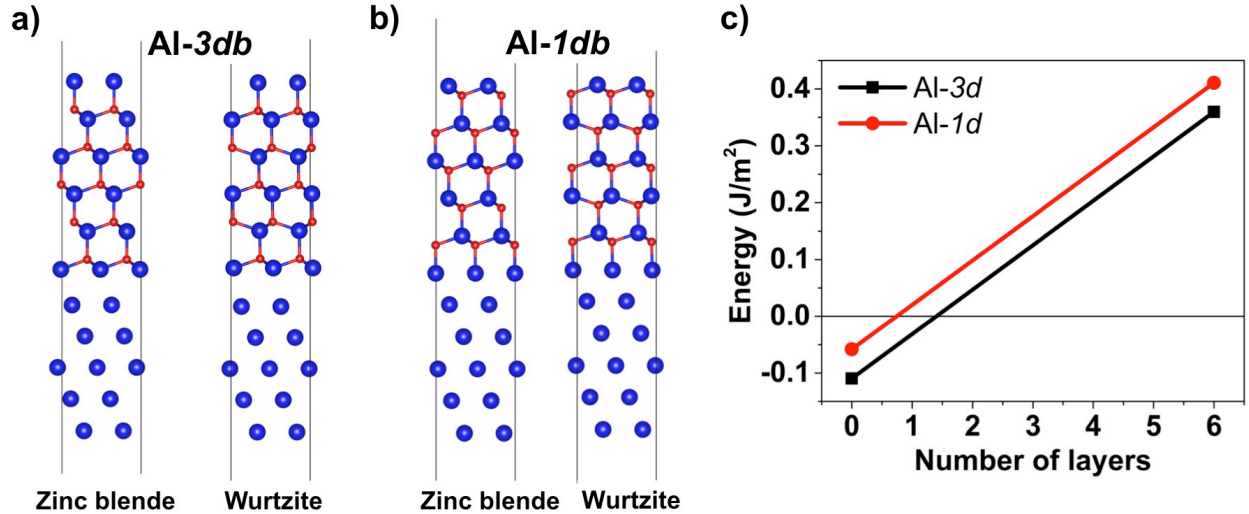 a)
Al-3db
Zinc blende
Wurtzite
b)
Al-1db
Zinc blende
Wurtzite
c)
Al-3d
Al-1d
Energy (J/m²)
0.4
0.3
0.2
0.1
0.0
-0.1
0 1 2 3 4 5 6
Number of layers